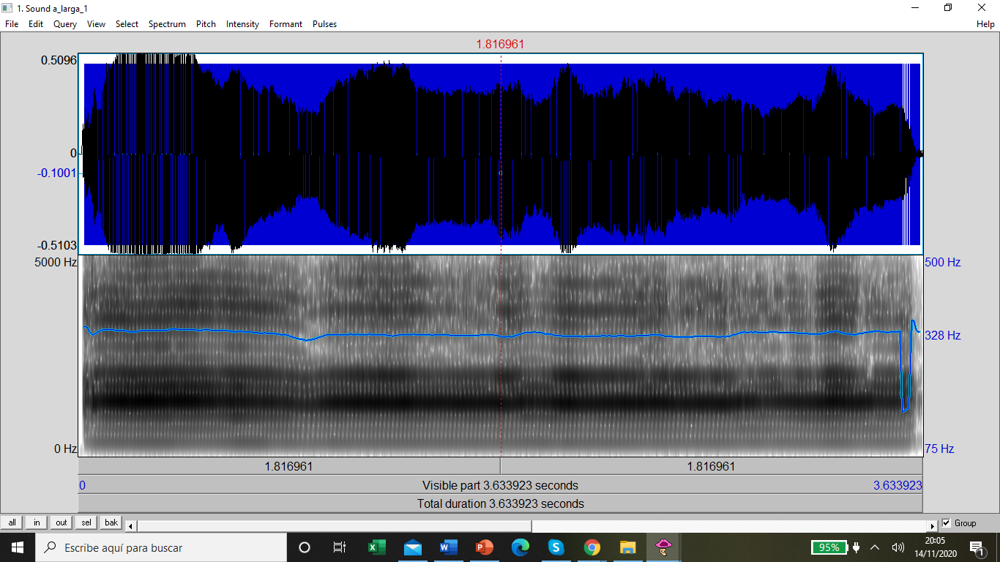 1. Sound a_larga_1
File Edit Query View Select Spectrum Pitch Intensity Formant Pulses Help
1.816961
0.5096
0
-0.1001
-0.5103
5000 Hz 500 Hz
328 Hz
0 Hz 75 Hz
1.816961 1.816961
0 Visible part 3.633923 seconds 3.633923
Total duration 3.633923 seconds
all in out sel bak Group
Escribe aquí para buscar
95%
20:05
14/11/2020
1